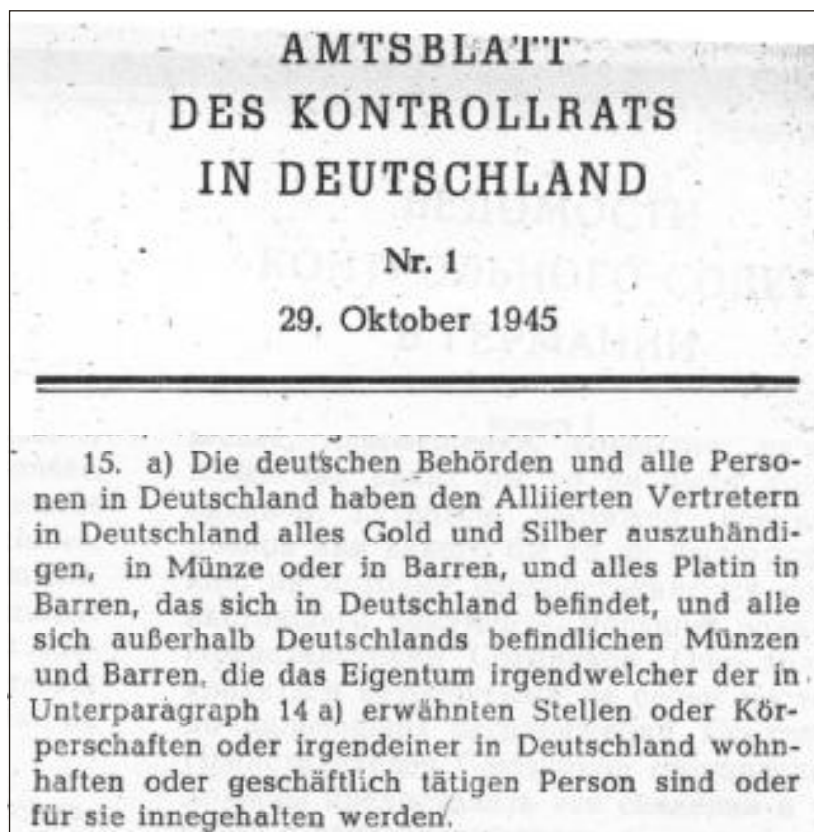 AMTSBLATT
DES KONTROLLRATS
IN DEUTSCHLAND
Nr. 1
29. Oktober 1945
15. a) Die deutschen Behörden und alle Perso-
nen in Deutschland haben den Alliierten Vertretern
in Deutschland alles Gold und Silber auszuhändi-
gen, in Münze oder in Barren, und alles Platin in
Barren, das sich in Deutschland befindet, und alle
sich außerhalb Deutschlands befindlichen Münzen
und Barren, die das Eigentum irgendwelcher der in
Unterparagraph 14 a) erwähnten Stellen oder Kör-
perschaften oder irgendeiner in Deutschland wohn-
haften oder geschäftlich tätigen Person sind oder
für sie innegehalten werden.